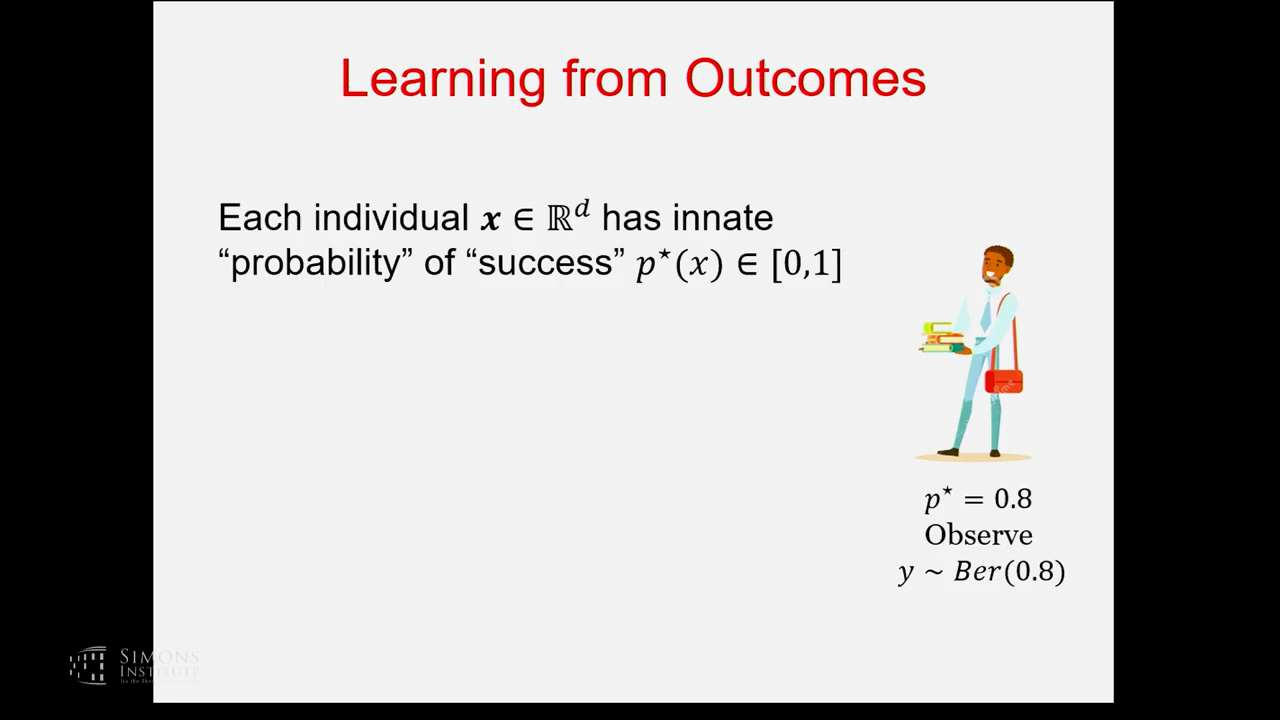 Learning from Outcomes
Each individual 𝒙 ∈ ℝ^d has innate
“probability” of “success” p*(x) ∈ [0,1]
p* = 0.8
Observe
y ~ Ber(0.8)
SIMONS
INSTITUTE